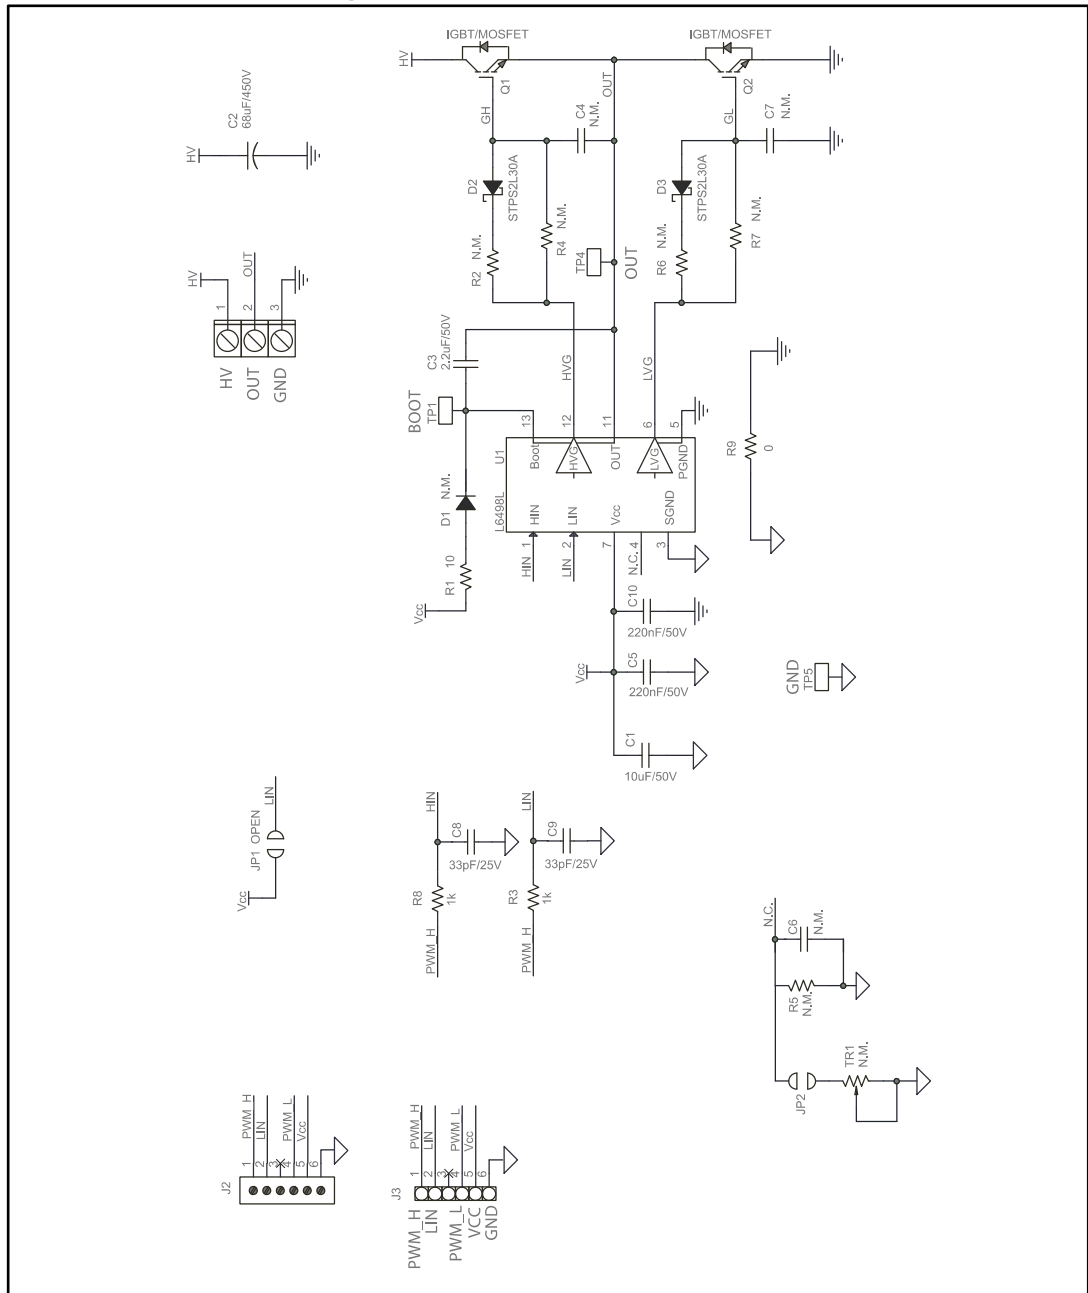 IGBT/MOSFET
HV
Q1
OUT
IGBT/MOSFET
Q2
C2
68uF/450V
HV
GH
C4
N.M.
GL
C7
N.M.
D2
STPS2L30A
D3
STPS2L30A
R2 N.M.
R4 N.M.
TP4
OUT
R6 N.M.
R7 N.M.
HV
OUT
1
2
3
HV
OUT
GND
C3
2.2uF/50V
HVG
LVG
BOOT
TP1
13
12
11
6
5
U1
L6498L
Boot
HVG
OUT
LVG
PGND
HIN
LIN
Vcc
SGND
D1 N.M.
R1 10
Vcc
HIN 1
LIN 2
7
N.C. 4
3
R9
0
C10
220nF/50V
Vcc
C5
220nF/50V
C1
10uF/50V
GND
TP5
JP1 OPEN
LIN
Vcc
HIN
C8
33pF/25V
R8
1k
PWM_H
LIN
C9
33pF/25V
R3
1k
PWM_H
N.C.
C6
N.M.
R5
N.M.
JP2
TR1
N.M.
J2
1
2
3
4
5
6
PWM_H
LIN
PWM_L
Vcc
J3
1
2
3
4
5
6
PWM_H
LIN
PWM_L
Vcc
PWM_H
LIN
PWM_L
VCC
GND